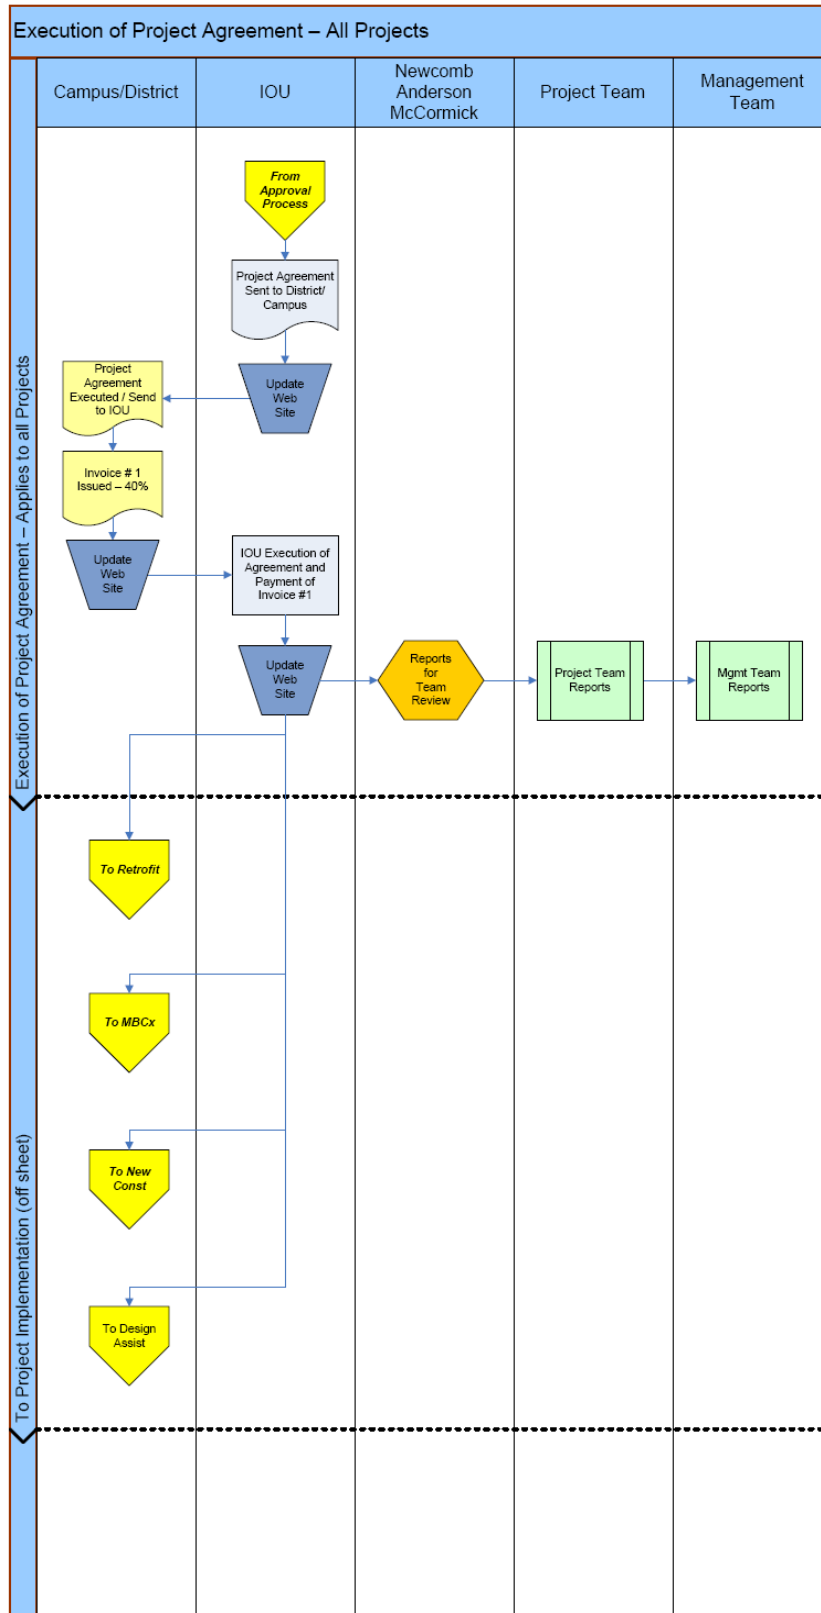 Execution of Project Agreement – All Projects
Campus/District
IOU
Newcomb
Anderson
McCormick
Project Team
Management
Team
Execution of Project Agreement – Applies to all Projects
From
Approval
Process
Project Agreement
Sent to District/
Campus
Update
Web
Site
Project
Agreement
Executed / Send
to IOU
Invoice # 1
Issued – 40%
Update
Web
Site
IOU Execution of
Agreement and
Payment of
Invoice #1
Update
Web
Site
Reports
for
Team
Review
Project Team
Reports
Mgmt Team
Reports
To Project Implementation (off sheet)
To Retrofit
To MBCx
To New
Const
To Design
Assist